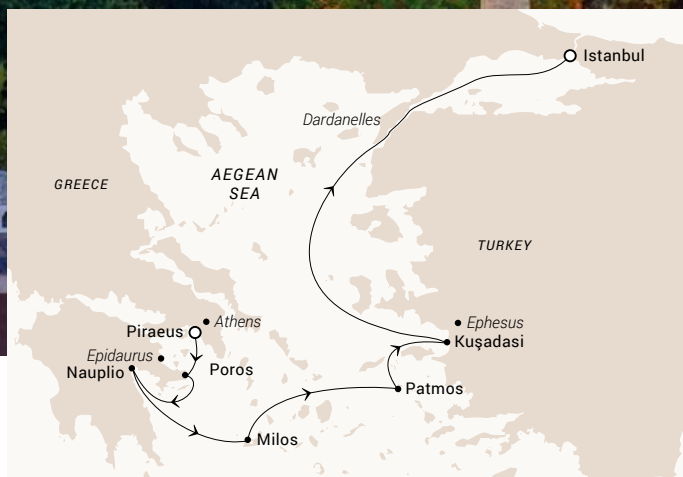 Istanbul
Dardanelles
AEGEAN
SEA
GREECE
TURKEY
Athens
Piraeus
Ephesus
Kuşadasi
Epidaurus
Nauplio
Poros
Patmos
Milos